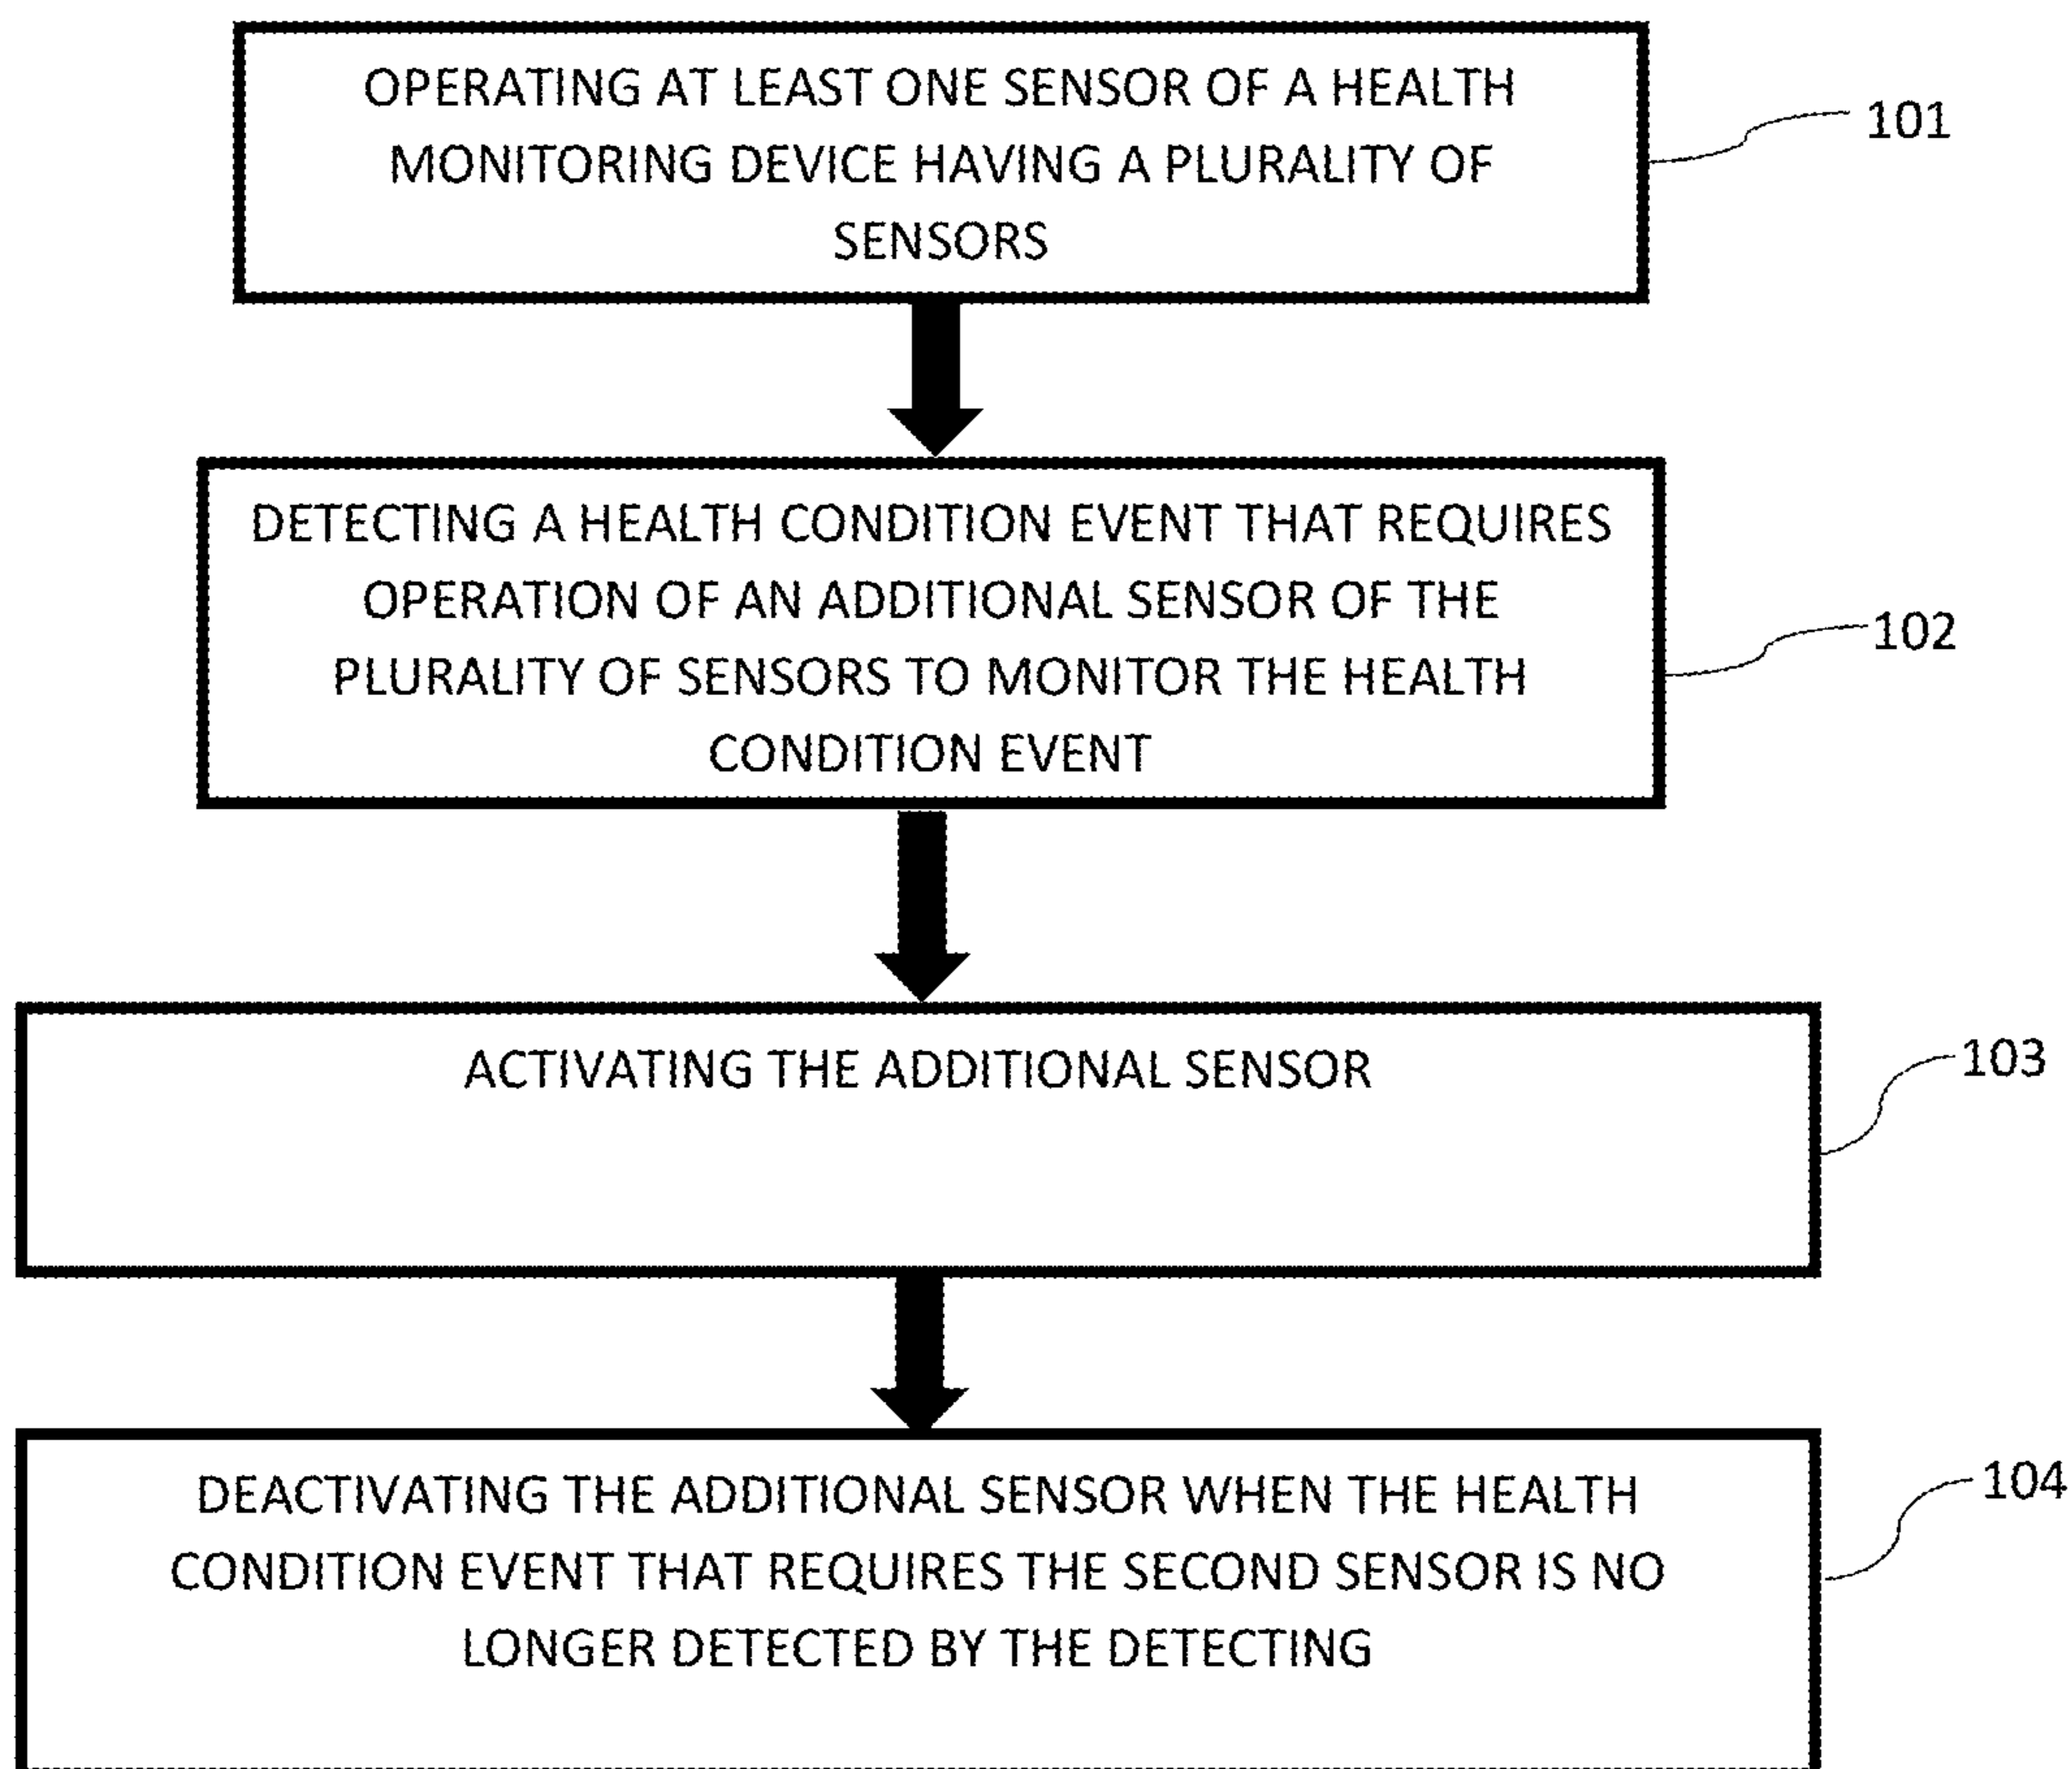 OPERATING AT LEAST ONE SENSOR OF A HEALTH
MONITORING DEVICE HAVING A PLURALITY OF
SENSORS
101
DETECTING A HEALTH CONDITION EVENT THAT REQUIRES
OPERATION OF AN ADDITIONAL SENSOR OF THE
PLURALITY OF SENSORS TO MONITOR THE HEALTH
CONDITION EVENT
102
ACTIVATING THE ADDITIONAL SENSOR
103
DEACTIVATING THE ADDITIONAL SENSOR WHEN THE HEALTH
CONDITION EVENT THAT REQUIRES THE SECOND SENSOR IS NO
LONGER DETECTED BY THE DETECTING
104